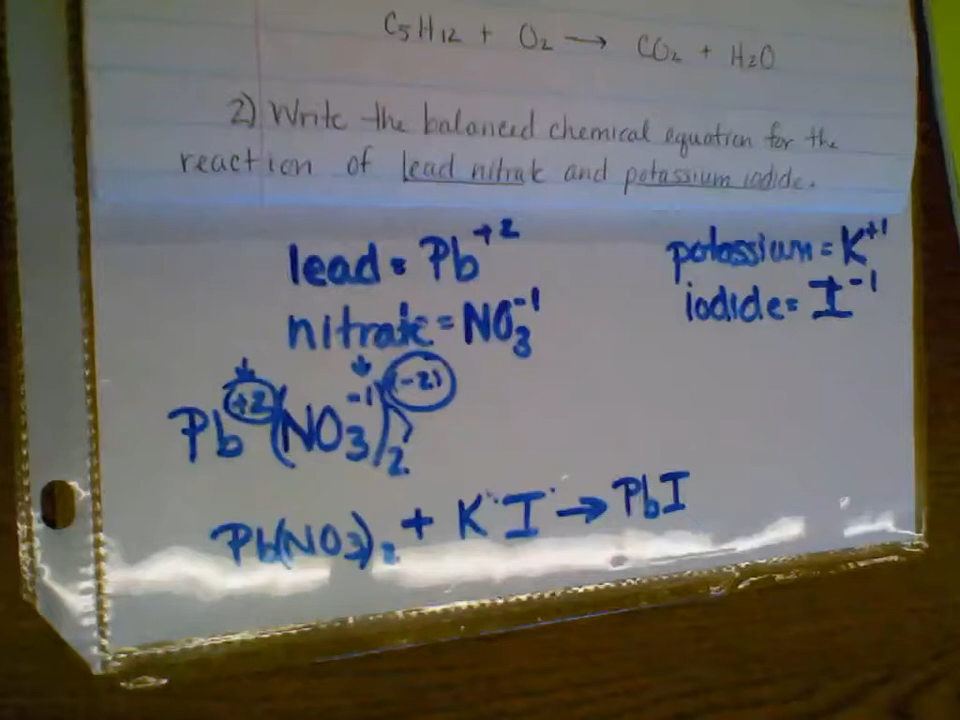 C₅H₁₂ + O₂ → CO₂ + H₂O
2) Write the balanced chemical equation for the
reaction of lead nitrate and potassium iodide.
lead = Pb⁺²
nitrate = NO₃⁻¹
potassium = K⁺¹
iodide = I⁻¹
Pb⁺²(NO₃⁻¹)₂ (-2)
Pb(NO₃)₂ + KI → PbI